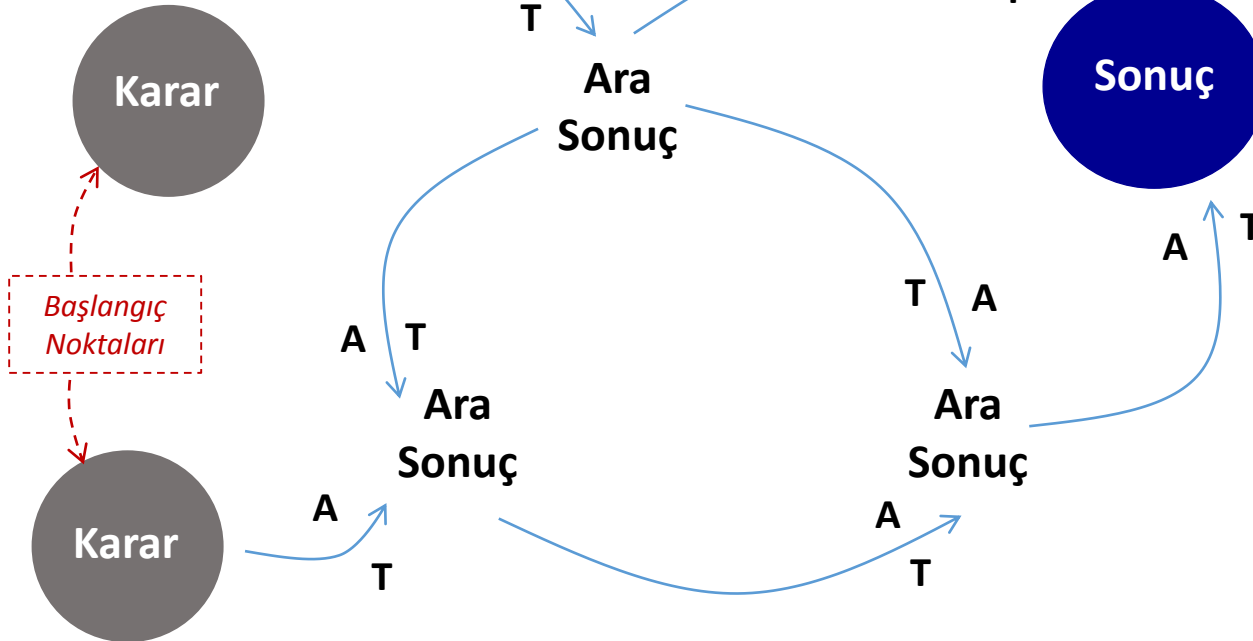 T
Karar
Ara
Sonuç
Sonuç
A
T
T
A
Başlangıç
Noktaları
A
T
Ara
Sonuç
Ara
Sonuç
A
A
Karar
T
T